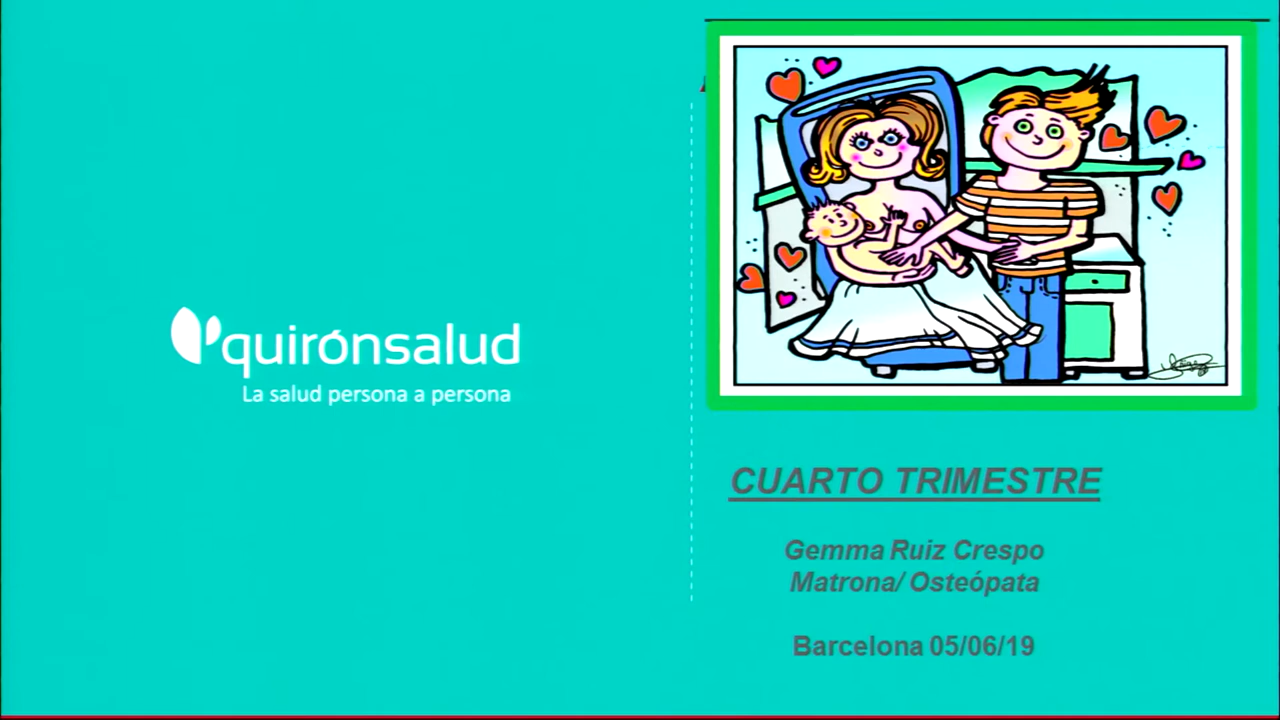 quirónsalud
La salud persona a persona
CUARTO TRIMESTRE
Gemma Ruiz Crespo
Matrona/ Osteópata
Barcelona 05/06/19